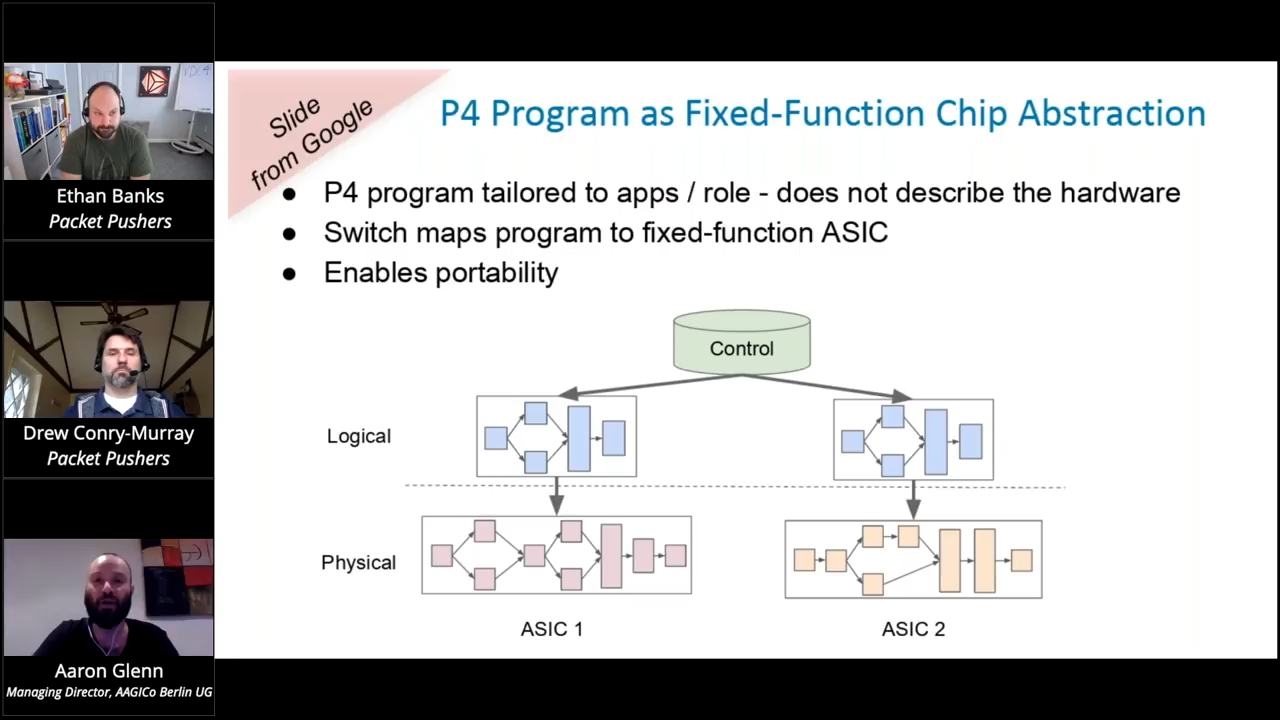 Ethan Banks
Packet Pushers
Drew Conry-Murray
Packet Pushers
Aaron Glenn
Managing Director, AAGICo Berlin UG
Slide
from Google
P4 Program as Fixed-Function Chip Abstraction
● P4 program tailored to apps / role - does not describe the hardware
● Switch maps program to fixed-function ASIC
● Enables portability
Control
Logical
Physical
ASIC 1
ASIC 2